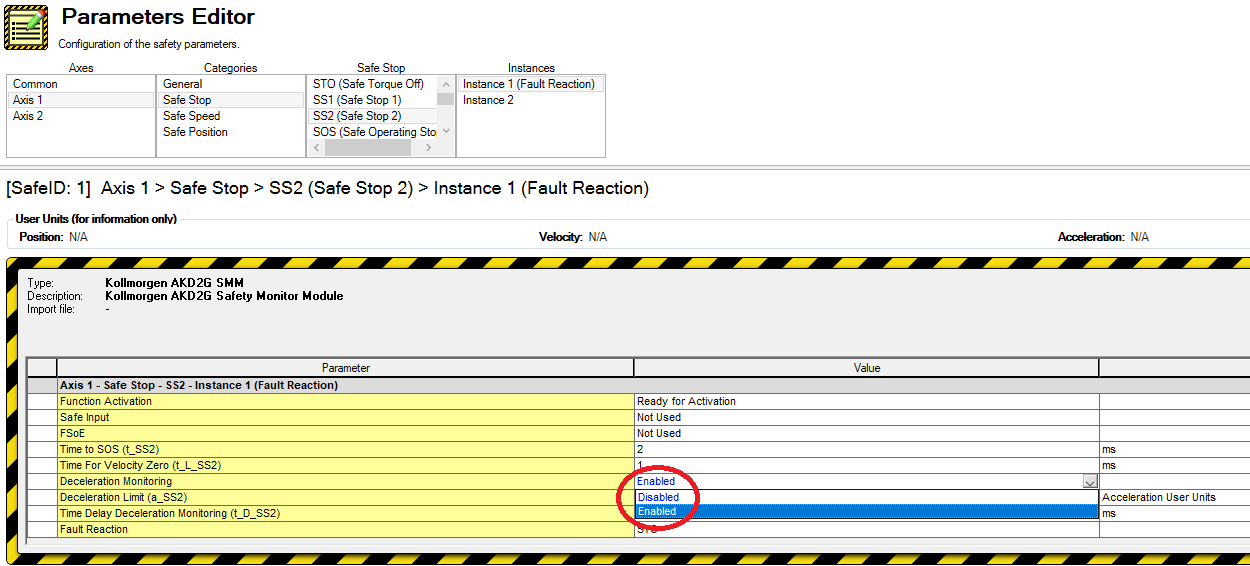 Parameters Editor
Configuration of the safety parameters.
Axes Categories Safe Stop Instances
Common General STO (Safe Torque Off) Instance 1 (Fault Reaction)
Axis 1 Safe Stop SS1 (Safe Stop 1) Instance 2
Axis 2 Safe Speed SS2 (Safe Stop 2)
Safe Position SOS (Safe Operating Sto
[SafeID: 1] Axis 1 > Safe Stop > SS2 (Safe Stop 2) > Instance 1 (Fault Reaction)
User Units (for information only)
Position: N/A Velocity: N/A Acceleration: N/A
Type: Kollmorgen AKD2G SMM
Description: Kollmorgen AKD2G Safety Monitor Module
Import file: -
Parameter Value
Axis 1 - Safe Stop - SS2 - Instance 1 (Fault Reaction)
Function Activation Ready for Activation
Safe Input Not Used
FSoE Not Used
Time to SOS (t_SS2) 2 ms
Time For Velocity Zero (t_L_SS2) 1 ms
Deceleration Monitoring Enabled
Deceleration Limit (a_SS2) Disabled Acceleration User Units
Time Delay Deceleration Monitoring (t_D_SS2) Enabled ms
Fault Reaction